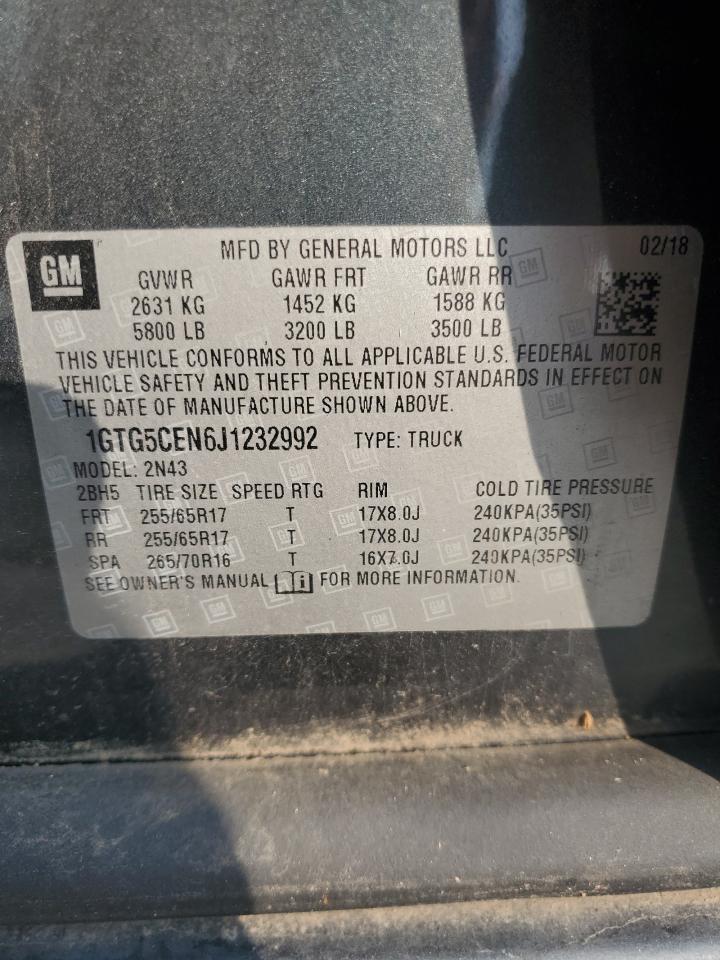 GM
MFD BY GENERAL MOTORS LLC 02/18
GVWR GAWR FRT GAWR RR
2631 KG 1452 KG 1588 KG
5800 LB 3200 LB 3500 LB
THIS VEHICLE CONFORMS TO ALL APPLICABLE U.S. FEDERAL MOTOR
VEHICLE SAFETY AND THEFT PREVENTION STANDARDS IN EFFECT ON
THE DATE OF MANUFACTURE SHOWN ABOVE.
1GTG5CEN6J1232992 TYPE: TRUCK
MODEL: 2N43
2BH5 TIRE SIZE SPEED RTG RIM COLD TIRE PRESSURE
FRT 255/65R17 T 17X8.0J 240KPA(35PSI)
RR 255/65R17 T 17X8.0J 240KPA(35PSI)
SPA 265/70R16 T 16X7.0J 240KPA(35PSI)
SEE OWNER'S MANUAL i FOR MORE INFORMATION.